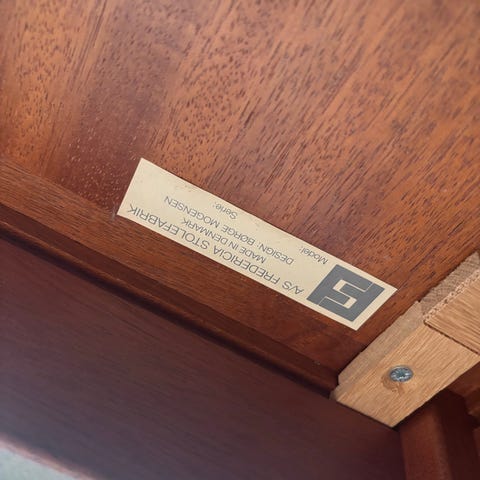 A/S FREDERICIA STOLEFABRIK
MADE IN DENMARK
DESIGN: BØRGE MOGENSEN
Model: Serie: